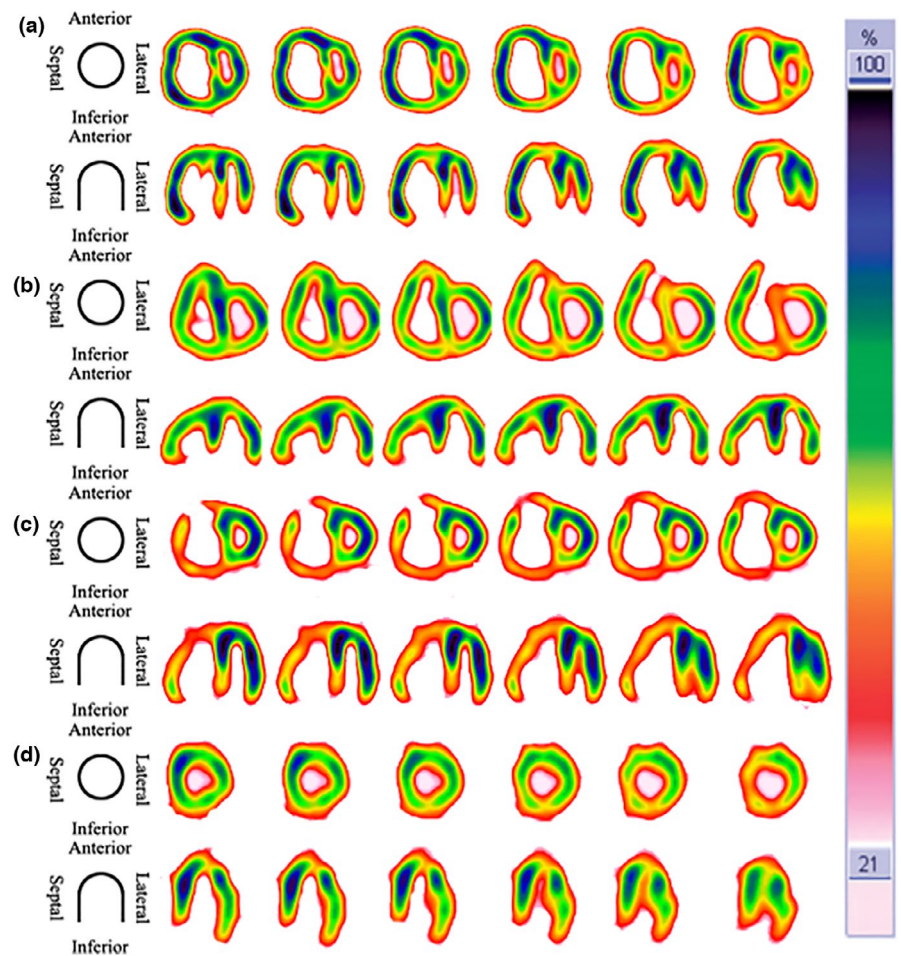 (a)
Anterior
Septal
Lateral
Inferior
Anterior
Septal
Lateral
Inferior
Anterior
(b)
Septal
Lateral
Inferior
Anterior
Septal
Lateral
Inferior
Anterior
(c)
Septal
Lateral
Inferior
Anterior
Septal
Lateral
Inferior
Anterior
(d)
Septal
Lateral
Inferior
Anterior
Septal
Lateral
Inferior
%
100
21